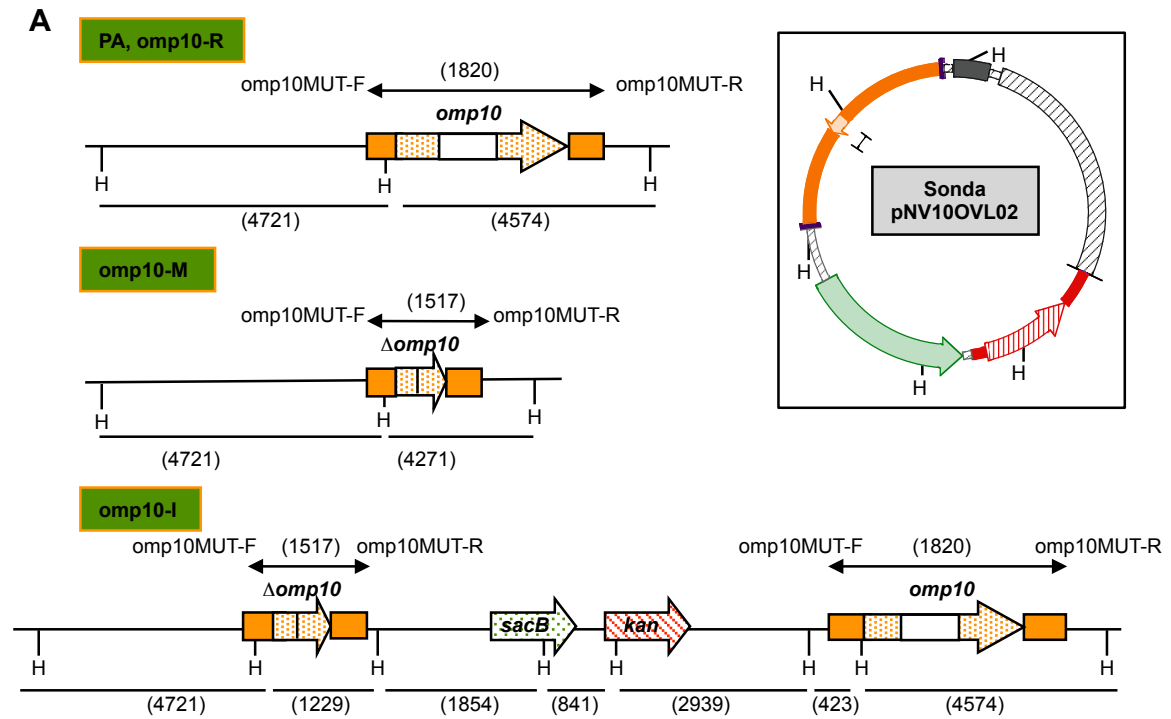 A
PA, omp10-R
(1820)
omp10MUT-F
omp10MUT-R
omp10
H
H
H
(4721)
(4574)
omp10-M
(1517)
omp10MUT-F
omp10MUT-R
Δomp10
H
H
H
(4721)
(4271)
omp10-I
omp10MUT-F
(1517)
omp10MUT-R
omp10MUT-F
(1820)
omp10MUT-R
Δomp10
omp10
sacB
kan
H
H
H
H
H
H
H
H
(4721)
(1229)
(1854)
(841)
(2939)
(423)
(4574)
H
H
H
Sonda
pNV10OVL02
H
H
H